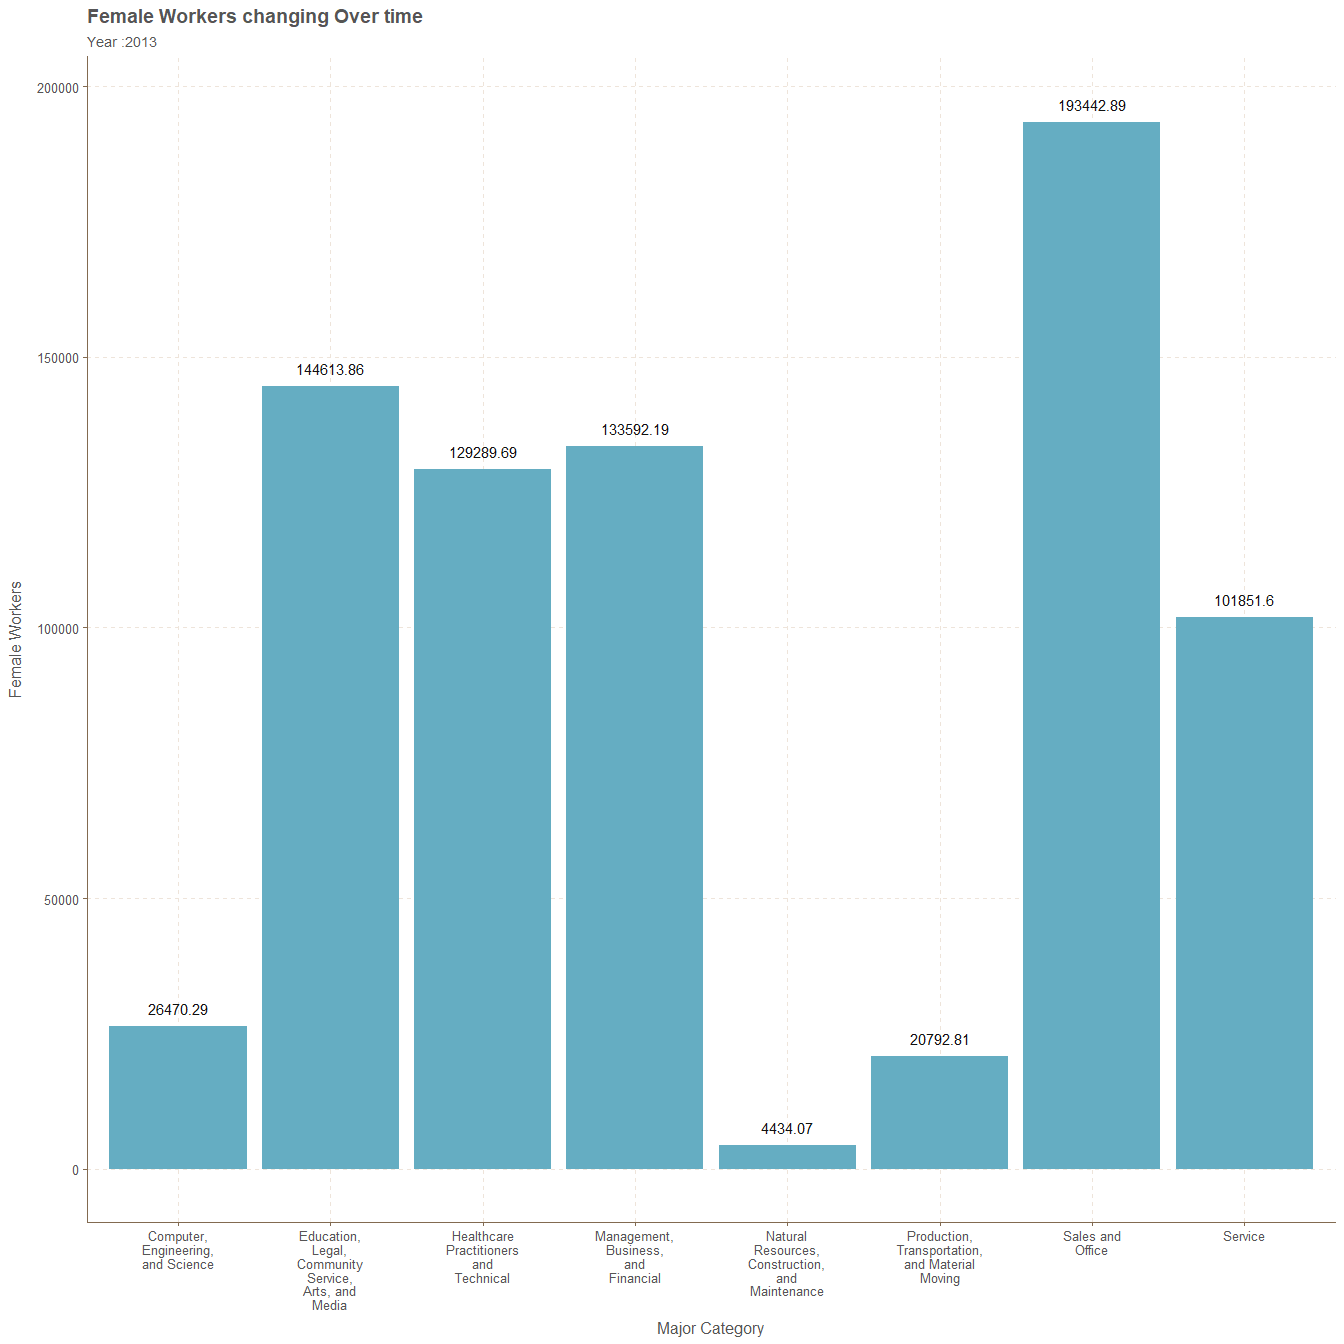 Female Workers changing Over time
Year :2013
200000
150000
100000
50000
0
Female Workers
26470.29
144613.86
129289.69
133592.19
4434.07
20792.81
193442.89
101851.6
Computer,
Engineering,
and Science
Education,
Legal,
Community
Service,
Arts, and
Media
Healthcare
Practitioners
and
Technical
Management,
Business,
and
Financial
Natural
Resources,
Construction,
and
Maintenance
Production,
Transportation,
and Material
Moving
Sales and
Office
Service
Major Category